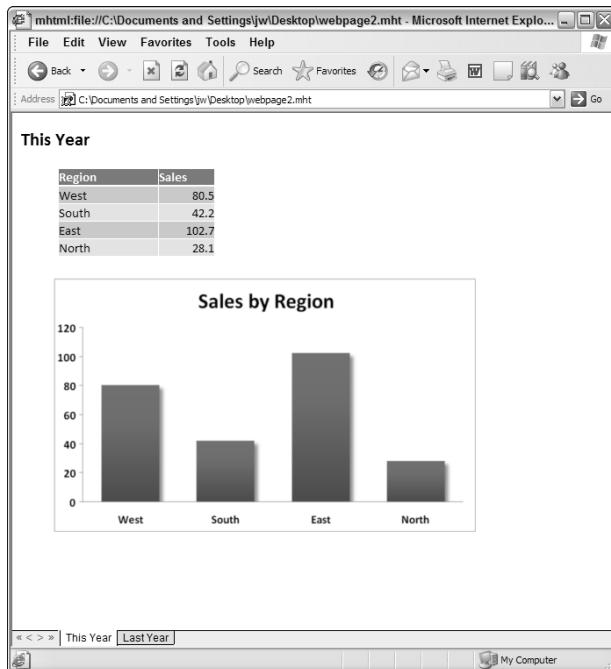 mhtml:file://C:\Documents and Settings\jw\Desktop\webpage2.mht - Microsoft Internet Explo...
File Edit View Favorites Tools Help
Back Search Favorites
Address C:\Documents and Settings\jw\Desktop\webpage2.mht Go
This Year
Region Sales
West 80.5
South 42.2
East 102.7
North 28.1
Sales by Region
120
100
80
60
40
20
0
West South East North
« < > » This Year Last Year
My Computer